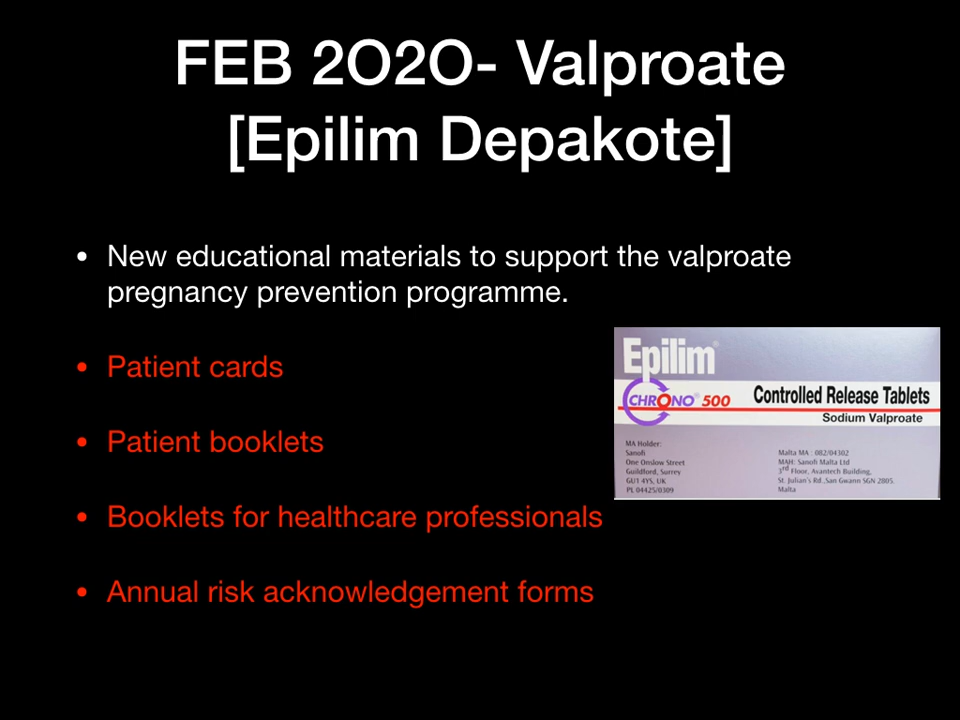 FEB 2O2O- Valproate
[Epilim Depakote]
• New educational materials to support the valproate
pregnancy prevention programme.
• Patient cards
• Patient booklets
• Booklets for healthcare professionals
• Annual risk acknowledgement forms
Epilim®
CHRONO® 500
Controlled Release Tablets
Sodium Valproate
MA Holder:
Sanofi
One Onslow Street
Guildford, Surrey
GU1 4YS, UK
PL 04425/0309
Malta MA : 082/04302
MAH: Sanofi Malta Ltd
3rd Floor, Avantech Building,
St. Julian's Rd.,San Gwann SGN 2805.
Malta